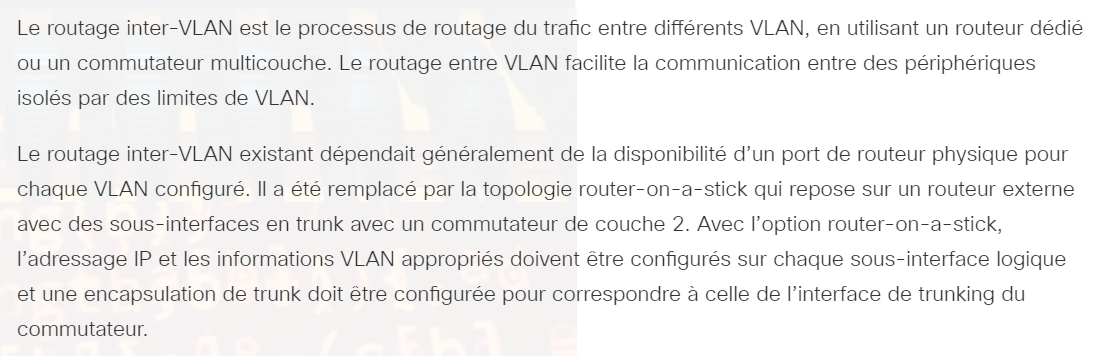 Le routage inter-VLAN est le processus de routage du trafic entre différents VLAN, en utilisant un routeur dédié
ou un commutateur multicouche. Le routage entre VLAN facilite la communication entre des périphériques
isolés par des limites de VLAN.
Le routage inter-VLAN existant dépendait généralement de la disponibilité d’un port de routeur physique pour
chaque VLAN configuré. Il a été remplacé par la topologie router-on-a-stick qui repose sur un routeur externe
avec des sous-interfaces en trunk avec un commutateur de couche 2. Avec l’option router-on-a-stick,
l’adressage IP et les informations VLAN appropriés doivent être configurés sur chaque sous-interface logique
et une encapsulation de trunk doit être configurée pour correspondre à celle de l’interface de trunking du
commutateur.